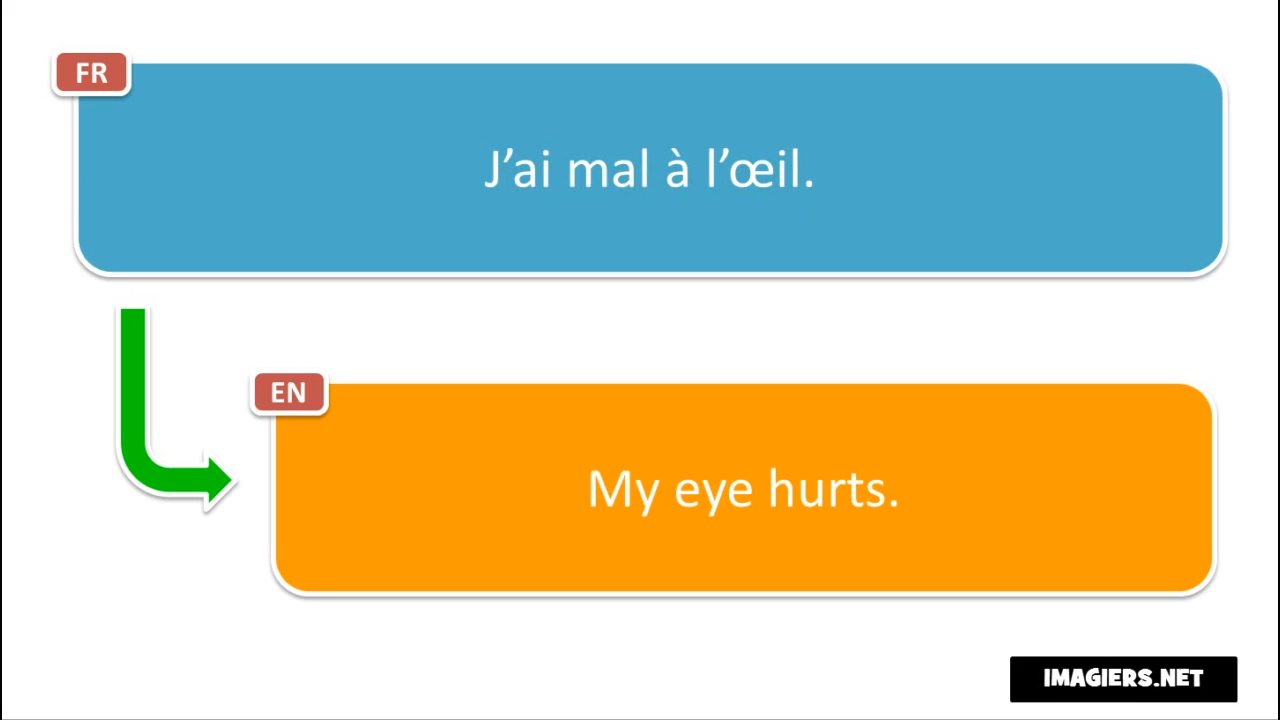 FR
J’ai mal à l’œil.
EN
My eye hurts.
IMAGIERS.NET